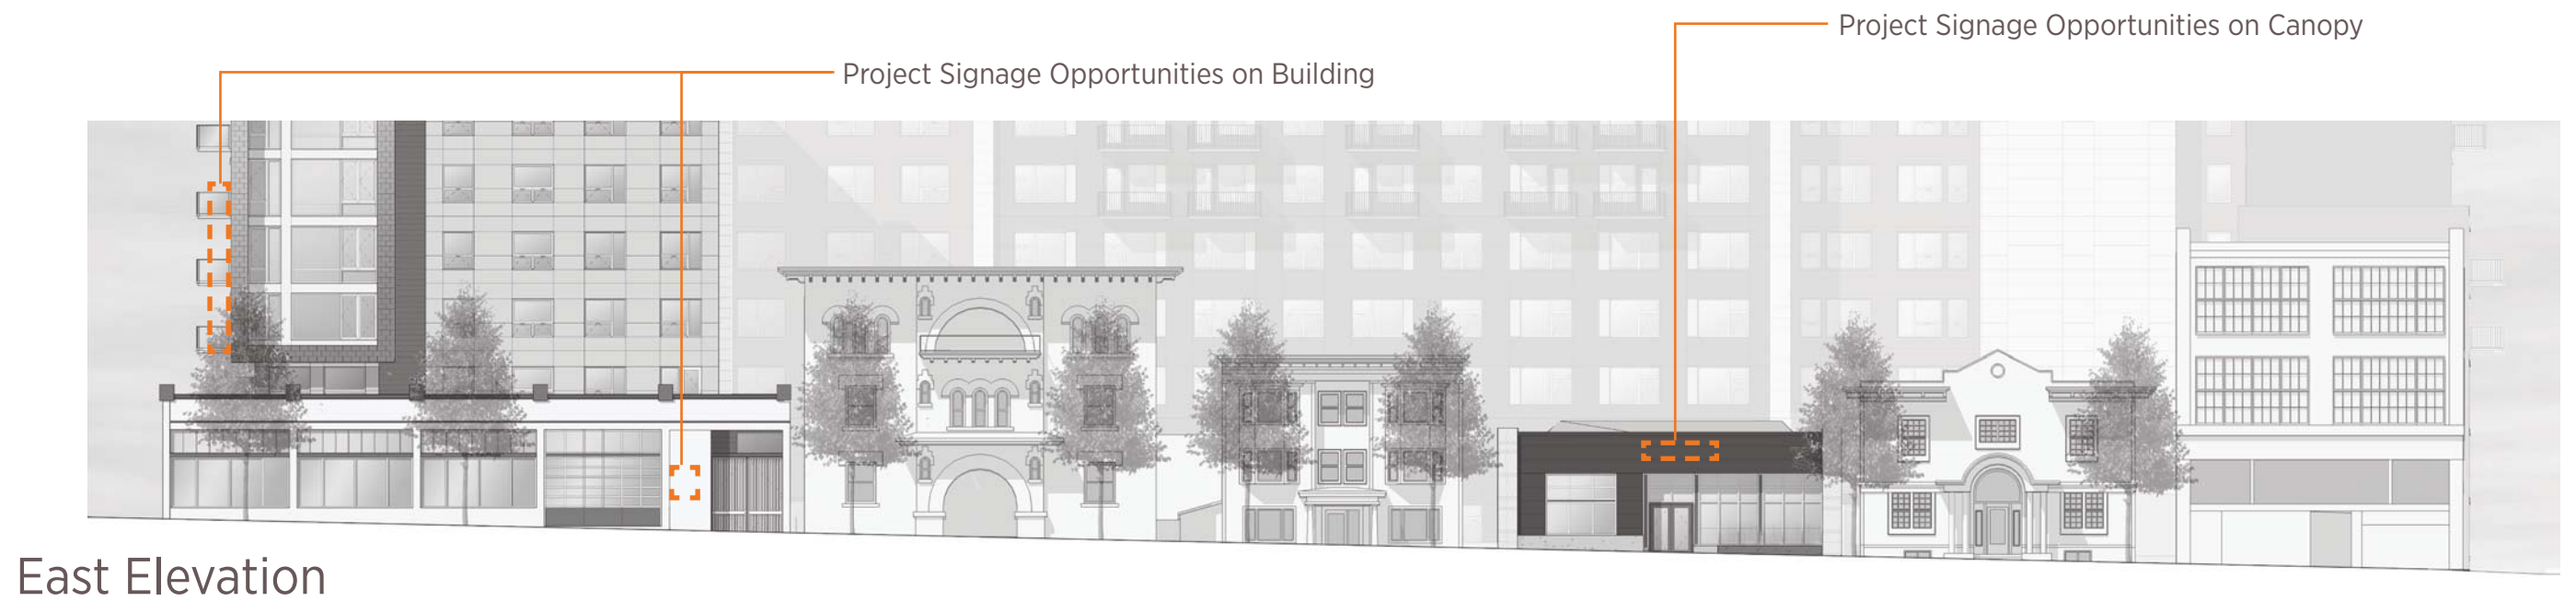 Project Signage Opportunities on Canopy
Project Signage Opportunities on Building
East Elevation